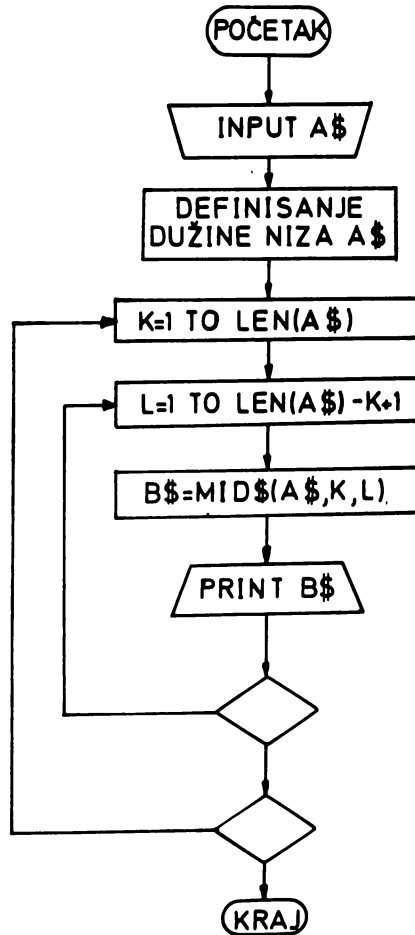 POČETAK
INPUT A$
DEFINISANJE
DUŽINE NIZA A$
K=1 TO LEN(A$)
L=1 TO LEN(A$)-K+1
B$=MID$(A$,K,L)
PRINT B$
KRAJ